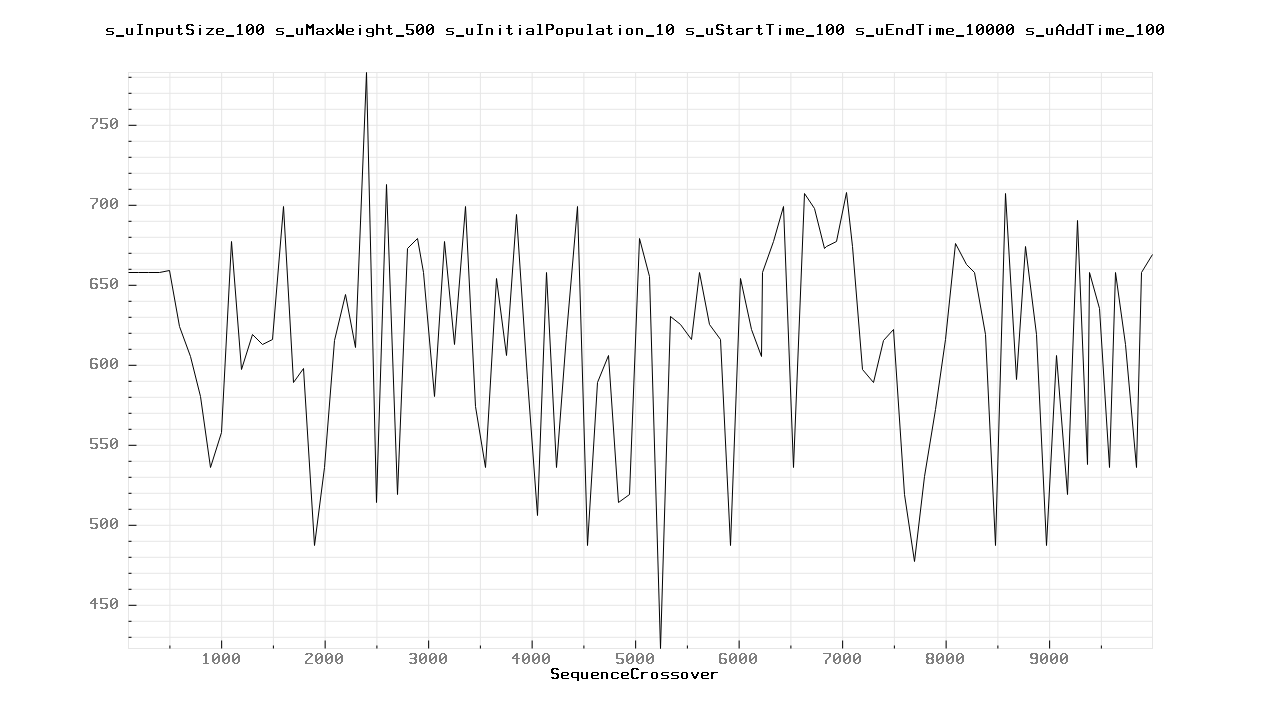 s_uInputSize_100 s_uMaxWeight_500 s_uInitialPopulation_10 s_uStartTime_100 s_uEndTime_10000 s_uAddTime_100
750
700
650
600
550
500
450
1000 2000 3000 4000 5000 6000 7000 8000 9000
SequenceCrossover